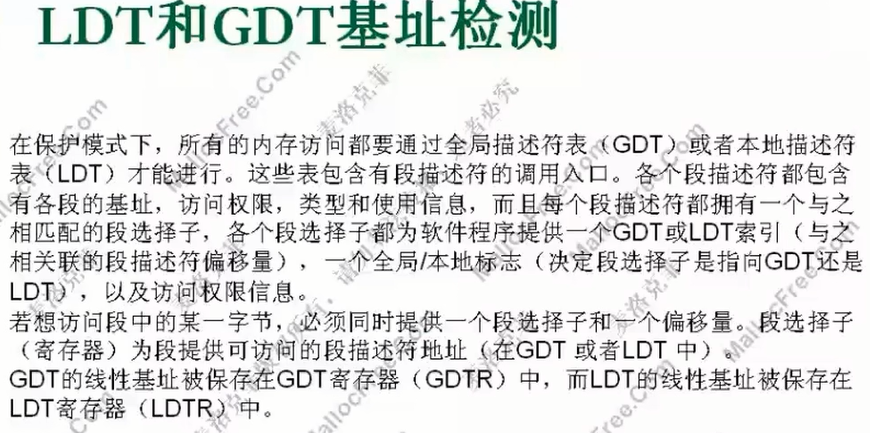 LDT和GDT基址检测
在保护模式下，所有的内存访问都要通过全局描述符表（GDT）或者本地描述符
表（LDT）才能进行。这些表包含有段描述符的调用入口。各个段描述符都包含
有各段的基址，访问权限，类型和使用信息，而且每个段描述符都拥有一个与之
相匹配的段选择子，各个段选择子都为软件程序提供一个GDT或LDT索引（与之
相关联的段描述符偏移量），一个全局/本地标志（决定段选择子是指向GDT还是
LDT），以及访问权限信息。
若想访问段中的某一字节，必须同时提供一个段选择子和一个偏移量。段选择子
（寄存器）为段提供可访问的段描述符地址（在GDT 或者LDT 中）。
GDT的线性基址被保存在GDT寄存器（GDTR）中，而LDT的线性基址被保存在
LDT寄存器（LDTR）中。
MallocFree.Com
麦洛克菲